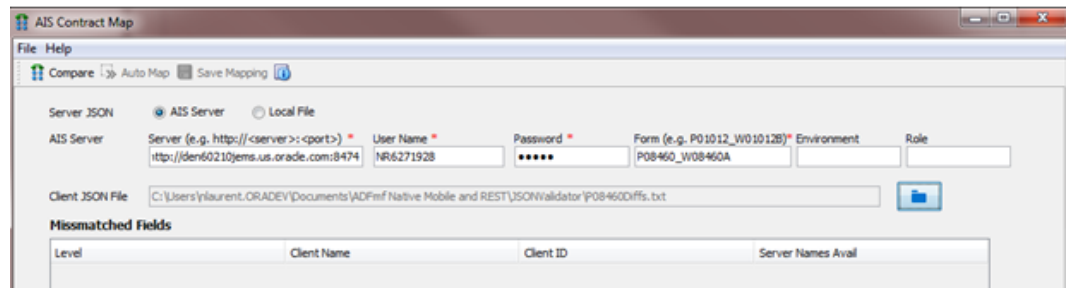 AIS Contract Map
File Help
Compare Auto Map Save Mapping
Server JSON AIS Server Local File
AIS Server Server (e.g. http://<server>:<port>) * User Name * Password * Form (e.g. P01012_W01012B)* Environment Role
ittp://den60210jems.us.oracle.com:8474 NR6271928 ••••• P08460_W08460A
Client JSON File C:\Users\nlaurent.ORADEV\Documents\ADFmf Native Mobile and REST\JSONValidator\P08460Diffs.txt
Missmatched Fields
Level Client Name Client ID Server Names Avail